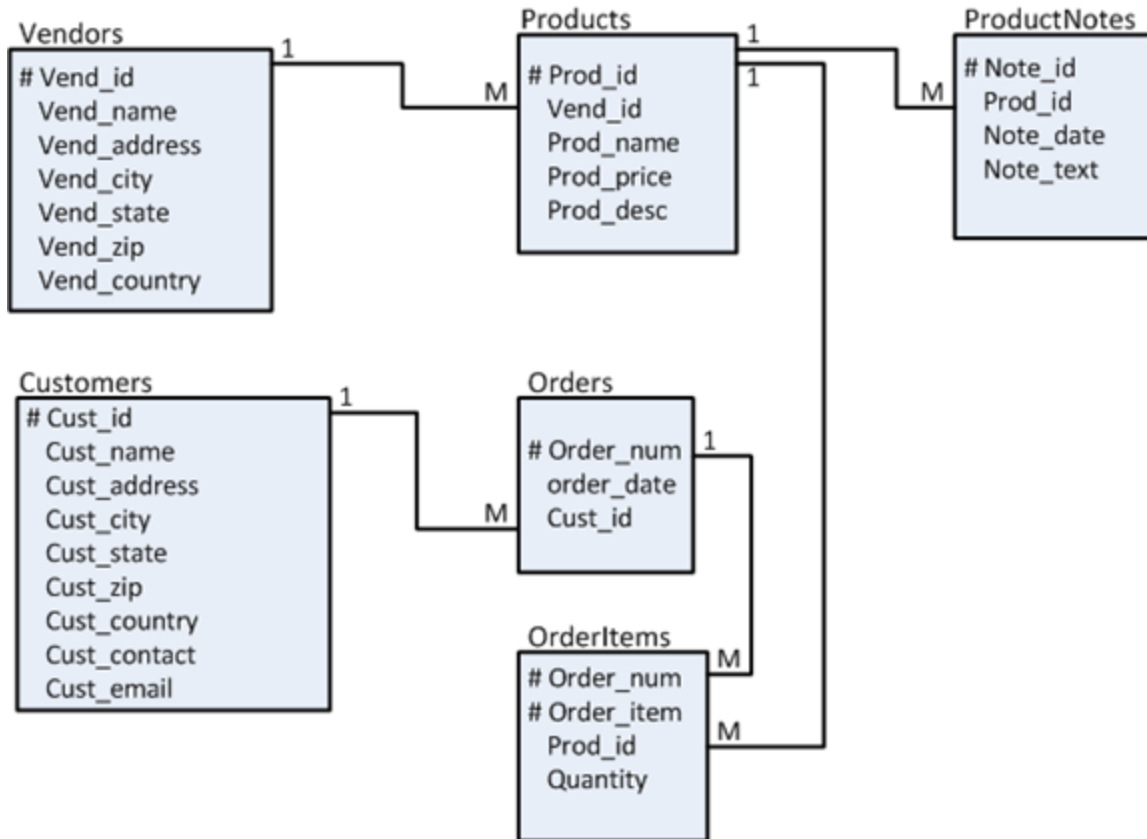 Vendors
# Vend_id
Vend_name
Vend_address
Vend_city
Vend_state
Vend_zip
Vend_country
1
M
Products
# Prod_id
Vend_id
Prod_name
Prod_price
Prod_desc
1
1
M
ProductNotes
# Note_id
Prod_id
Note_date
Note_text
Customers
# Cust_id
Cust_name
Cust_address
Cust_city
Cust_state
Cust_zip
Cust_country
Cust_contact
Cust_email
1
M
Orders
# Order_num
order_date
Cust_id
1
OrderItems
# Order_num
# Order_item
Prod_id
Quantity
M
M